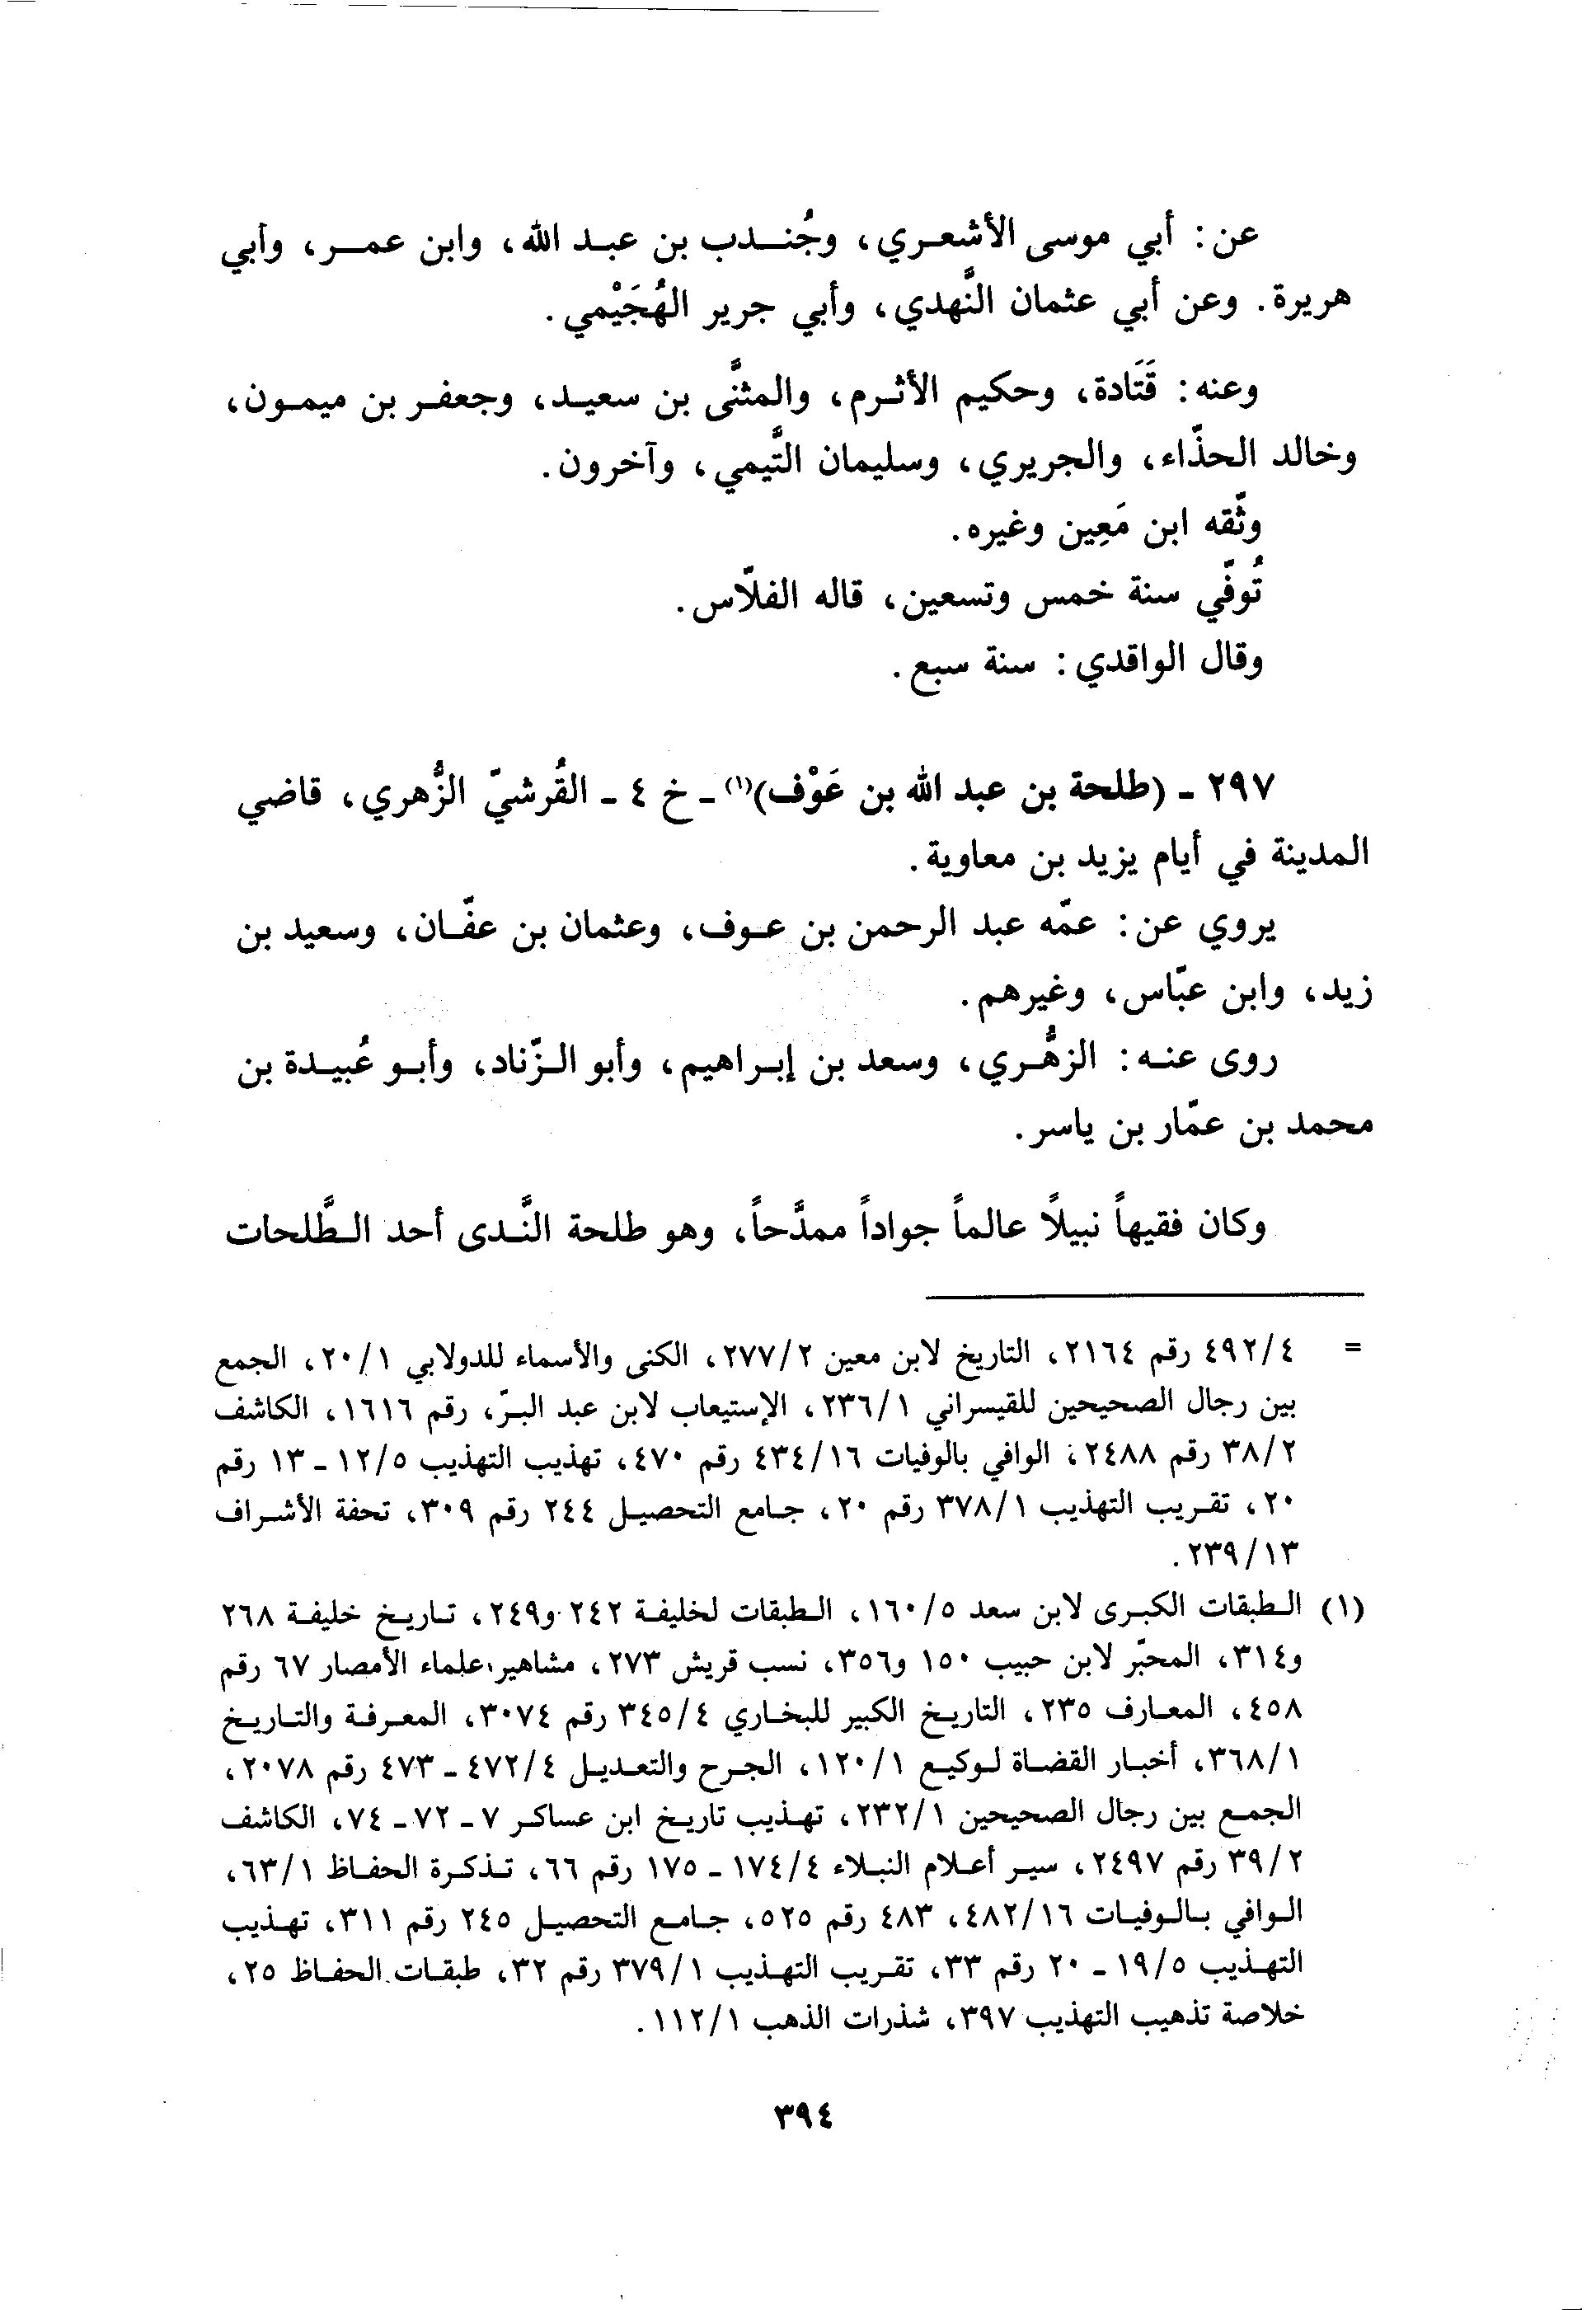 عن: أبي موسى الأشعري، وجُندب بن عبد الله، وابن عمر، وأبي
هريرة. وعن أبي عثمان النَّهدي، وأبي جرير الهُجَيْمي.
وعنه: قَتَادة، وحكيم الأثرم، والمثنَّى بن سعيد، وجعفر بن ميمون،
وخالد الحذّاء، والجريري، وسليمان التَّيمي، وآخرون.
وثّقه ابن مَعِين وغيره.
تُوفّي سنة خمس وتسعين، قاله الفلاّس.
وقال الواقدي: سنة سبع.
٢٩٧ - (طلحة بن عبد الله بن عَوْف)(١) - خ ٤ - القُرشيّ الزُّهري، قاضي
المدينة في أيام يزيد بن معاوية.
يروي عن: عمّه عبد الرحمن بن عوف، وعثمان بن عفّان، وسعيد بن
زيد، وابن عبّاس، وغيرهم.
روى عنه: الزهُّري، وسعد بن إبراهيم، وأبو الزّناد، وأبو عُبيدة بن
محمد بن عمّار بن ياسر.
وكان فقيهاً نبيلاً عالماً جواداً ممدَّحاً، وهو طلحة النَّدى أحد الطَّلحات
= ٤٩٢/٤ رقم ٢١٦٤، التاريخ لابن معين ٢٧٧/٢، الكنى والأسماء للدولابي ٢٠/١، الجمع
بين رجال الصحيحين للقيسراني ٢٣٦/١، الإستيعاب لابن عبد البرّ، رقم ١٦١٦، الكاشف
٣٨/٢ رقم ٢٤٨٨، الوافي بالوفيات ٤٣٤/١٦ رقم ٤٧٠، تهذيب التهذيب ١٢/٥ - ١٣ رقم
٢٠، تقريب التهذيب ٣٧٨/١ رقم ٢٠، جامع التحصيل ٢٤٤ رقم ٣٠٩، تحفة الأشراف
٢٣٩/١٣.
(١) الطبقات الكبرى لابن سعد ١٦٠/٥، الطبقات لخليفة ٢٤٢ و٢٤٩، تاريخ خليفة ٢٦٨
و٣١٤، المحبّر لابن حبيب ١٥٠ و٣٥٦، نسب قريش ٢٧٣، مشاهير علماء الأمصار ٦٧ رقم
٤٥٨، المعارف ٢٣٥، التاريخ الكبير للبخاري ٣٤٥/٤ رقم ٣٠٧٤، المعرفة والتاريخ
٣٦٨/١، أخبار القضاة لوكيع ١٢٠/١، الجرح والتعديل ٤٧٢/٤ - ٤٧٣ رقم ٢٠٧٨،
الجمع بين رجال الصحيحين ٢٣٢/١، تهذيب تاريخ ابن عساكر ٧ - ٧٢ - ٧٤، الكاشف
٣٩/٢ رقم ٢٤٩٧، سير أعلام النبلاء ١٧٤/٤ - ١٧٥ رقم ٦٦، تذكرة الحفاظ ٦٣/١،
الوافي بالوفيات ٤٨٢/١٦، ٤٨٣ رقم ٥٢٥، جامع التحصيل ٢٤٥ رقم ٣١١، تهذيب
التهذيب ١٩/٥ - ٢٠ رقم ٣٣، تقريب التهذيب ٣٧٩/١ رقم ٣٢، طبقات الحفاظ ٢٥،
خلاصة تذهيب التهذيب ٣٩٧، شذرات الذهب ١١٢/١.
٣٩٤